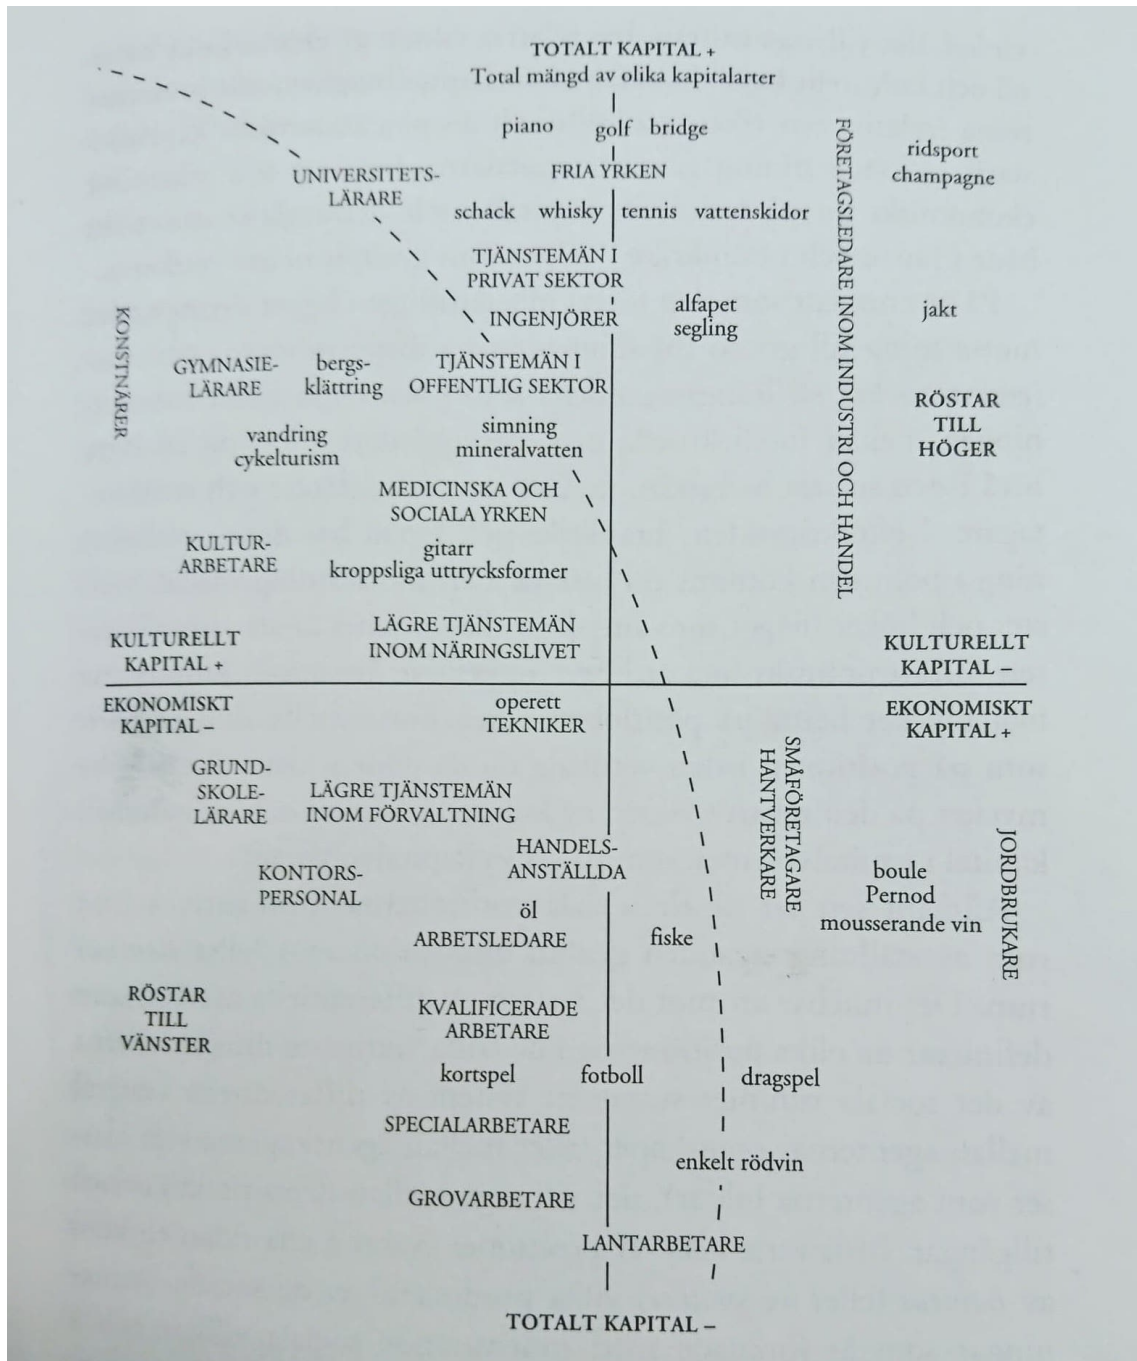 TOTALT KAPITAL +
Total mängd av olika kapitalarter
piano
golf bridge
ridsport
champagne
FÖRETAGSLEDARE INOM INDUSTRI OCH HANDEL
UNIVERSITETS-
LÄRARE
FRIA YRKEN
schack whisky tennis vattenskidor
TJÄNSTEMÄN I
PRIVAT SEKTOR
INGENJÖRER
alfapet
segling
jakt
KONSTNÄRER
GYMNASIE-
LÄRARE
bergs-
klättring
TJÄNSTEMÄN I
OFFENTLIG SEKTOR
RÖSTAR
TILL
HÖGER
vandring
cykelturism
simning
mineralvatten
MEDICINSKA OCH
SOCIALA YRKEN
KULTUR-
ARBETARE
gitarr
kroppsliga uttrycksformer
LÄGRE TJÄNSTEMÄN
INOM NÄRINGSLIVET
KULTURELLT
KAPITAL +
KULTURELLT
KAPITAL –
EKONOMISKT
KAPITAL –
operett
TEKNIKER
EKONOMISKT
KAPITAL +
SMÅFÖRETAGARE
HANTVERKARE
GRUND-
SKOLE-
LÄRARE
LÄGRE TJÄNSTEMÄN
INOM FÖRVALTNING
HANDELS-
ANSTÄLLDA
JORDBRUKARE
KONTORS-
PERSONAL
boule
Pernod
mousserande vin
öl
ARBETSLEDARE
fiske
RÖSTAR
TILL
VÄNSTER
KVALIFICERADE
ARBETARE
kortspel fotboll dragspel
SPECIALARBETARE
enkelt rödvin
GROVARBETARE
LANTARBETARE
TOTALT KAPITAL –